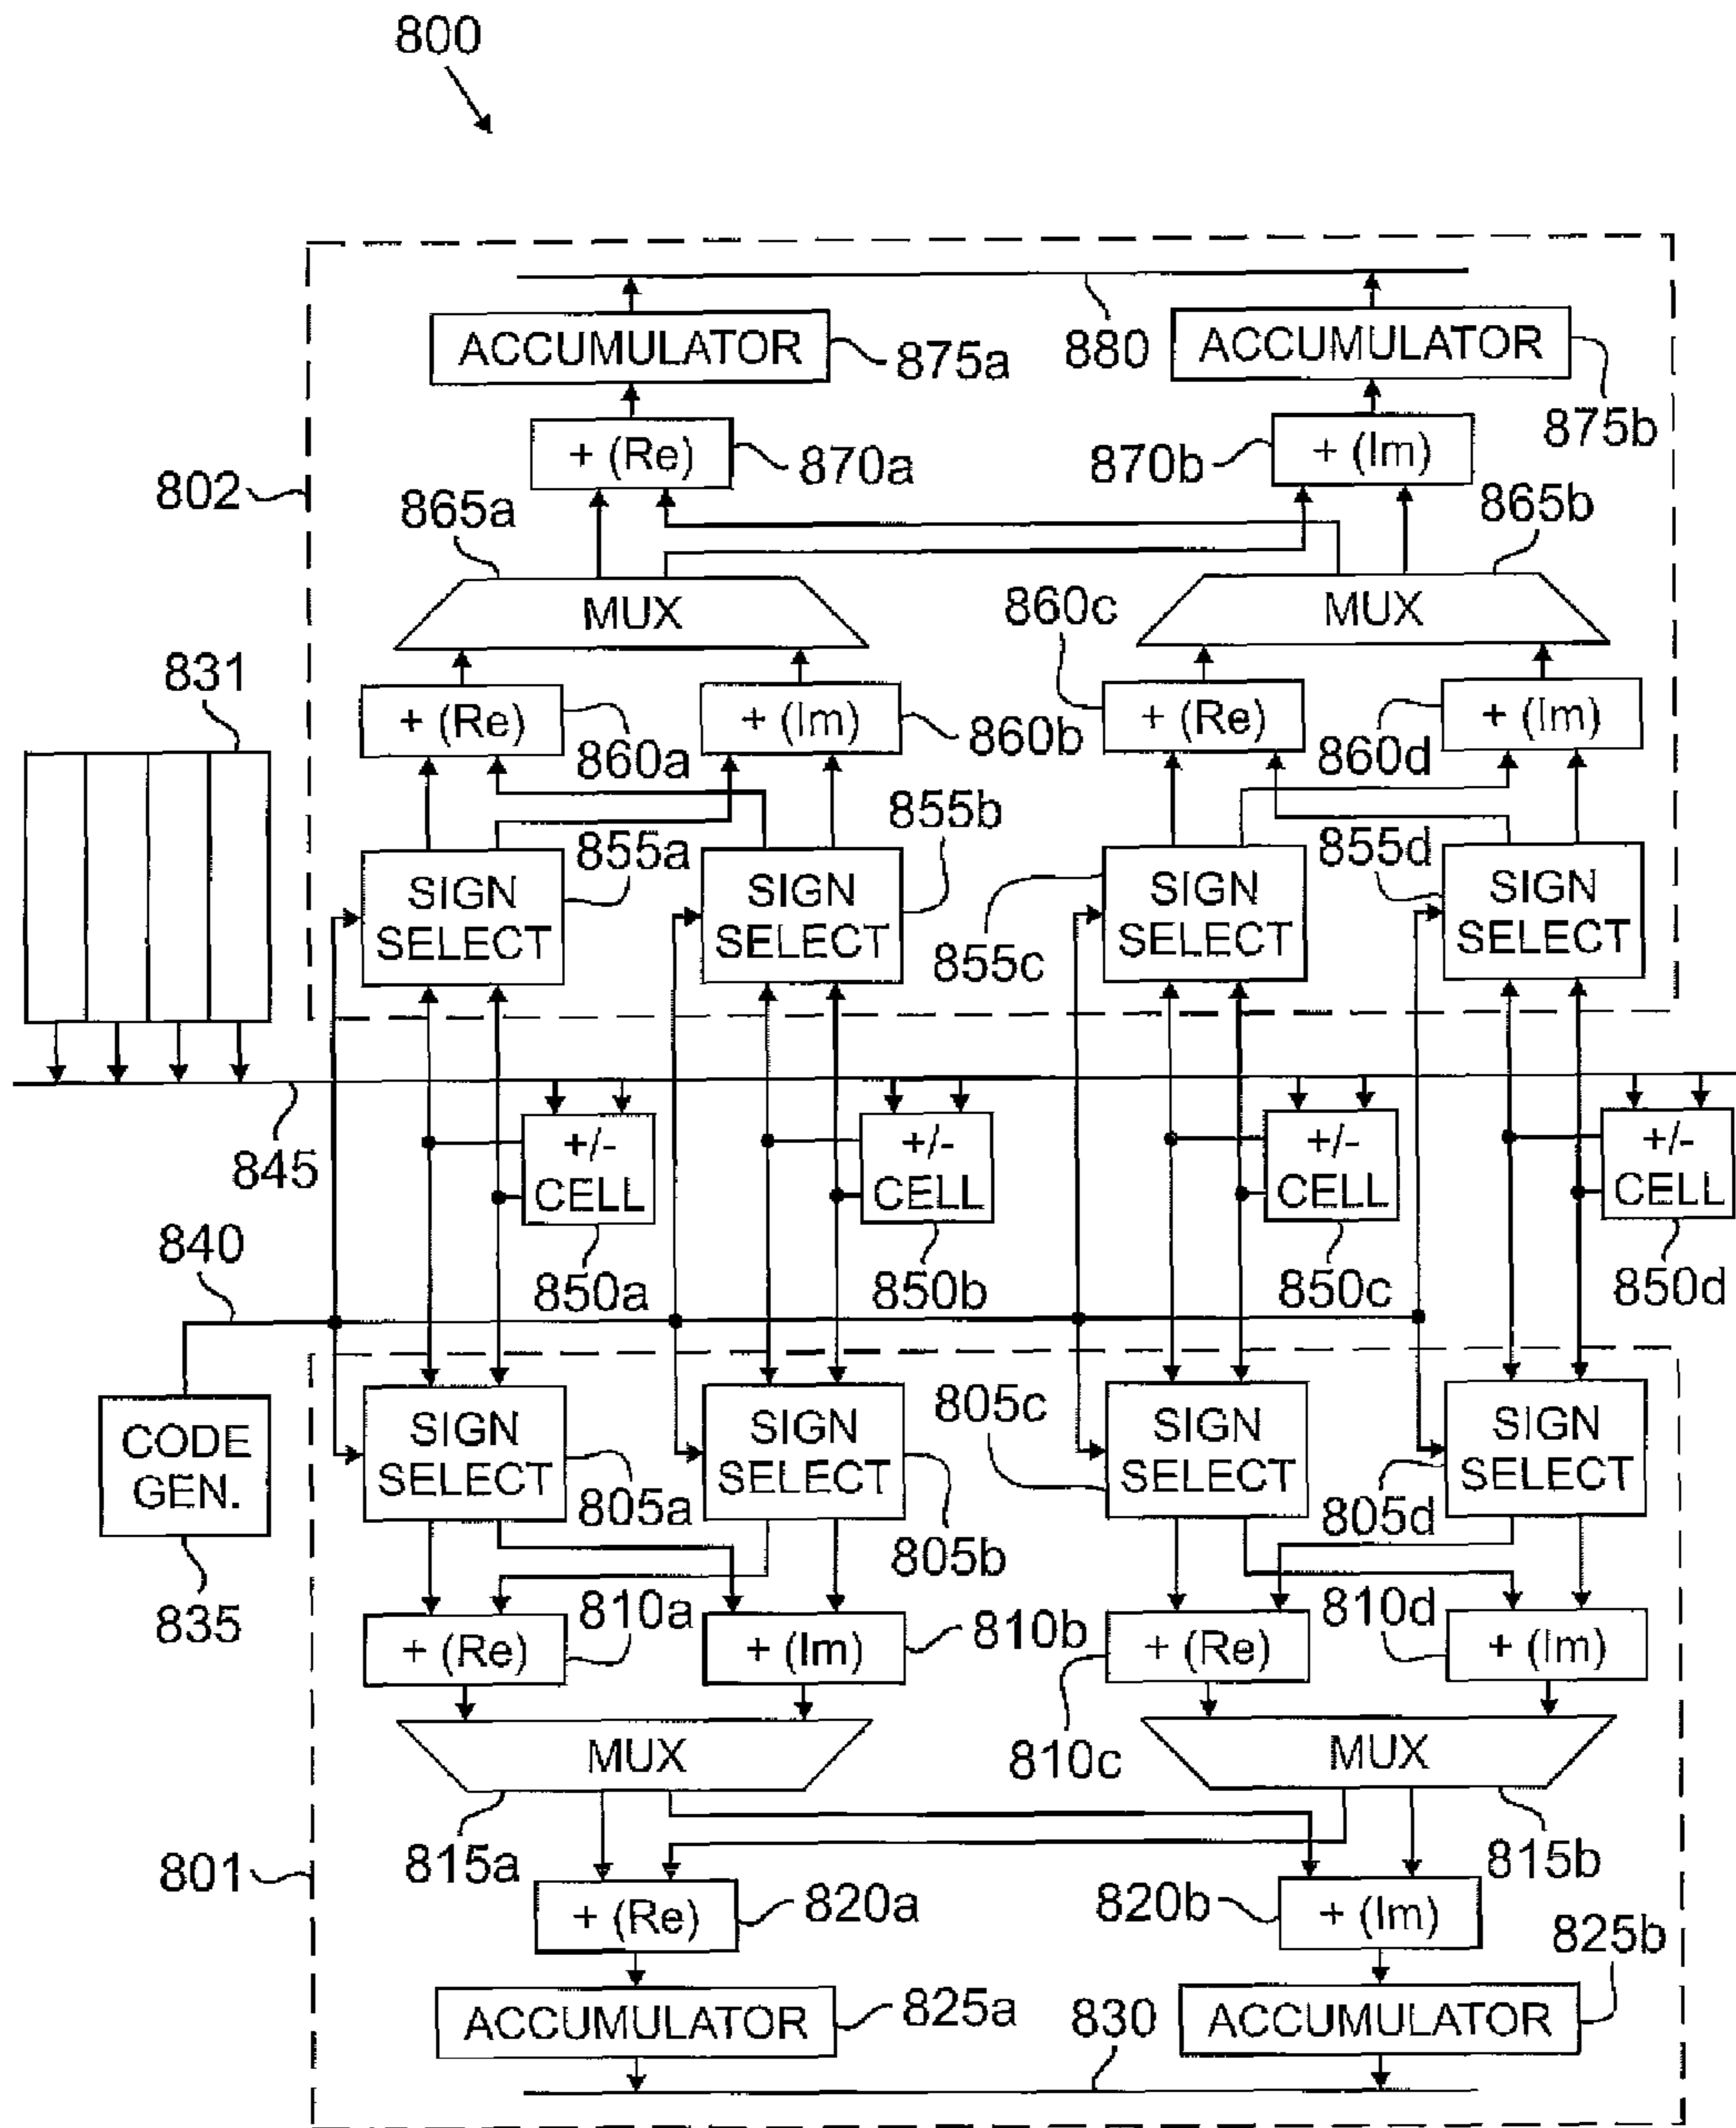 800
ACCUMULATOR
875a
880
ACCUMULATOR
875b
+ (Re)
870a
870b
+ (Im)
802
865a
865b
MUX
860c
MUX
831
+ (Re)
860a
+ (Im)
860b
+ (Re)
860d
+ (Im)
855a
855b
855d
SIGN
SELECT
SIGN
SELECT
855c
SIGN
SELECT
SIGN
SELECT
845
+/-
CELL
+/-
CELL
+/-
CELL
+/-
CELL
840
850a
850b
850c
850d
CODE
GEN.
835
SIGN
SELECT
805a
SIGN
SELECT
805b
805c
SIGN
SELECT
805d
SIGN
SELECT
810a
810b
810d
+ (Re)
+ (Im)
+ (Re)
+ (Im)
MUX
810c
MUX
801
815a
815b
+ (Re)
820a
820b
+ (Im)
825b
ACCUMULATOR
825a
830
ACCUMULATOR